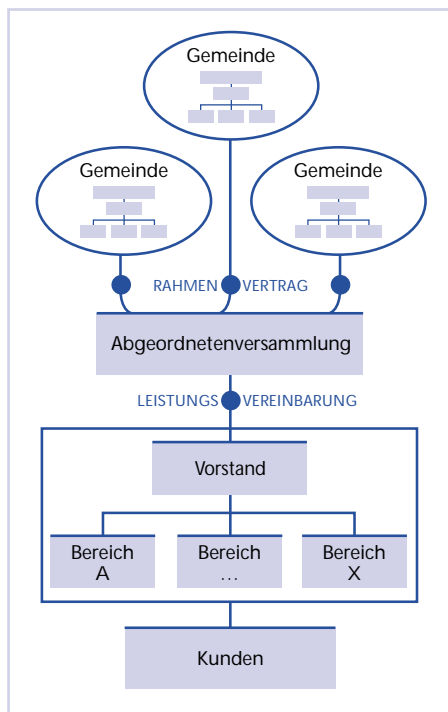 Gemeinde
Gemeinde
Gemeinde
RAHMEN VERTRAG
Abgeordnetenversammlung
LEISTUNGS VEREINBARUNG
Vorstand
Bereich
A
Bereich
...
Bereich
X
Kunden